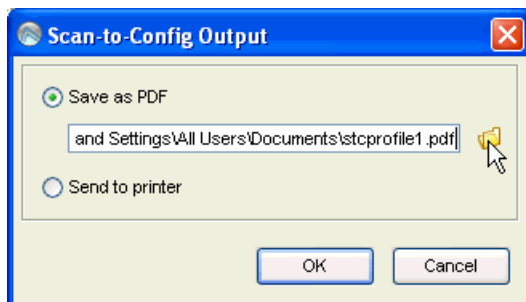 Scan-to-Config Output
Save as PDF
and Settings\All Users\Documents\stcprofile1.pdf
Send to printer
OK Cancel